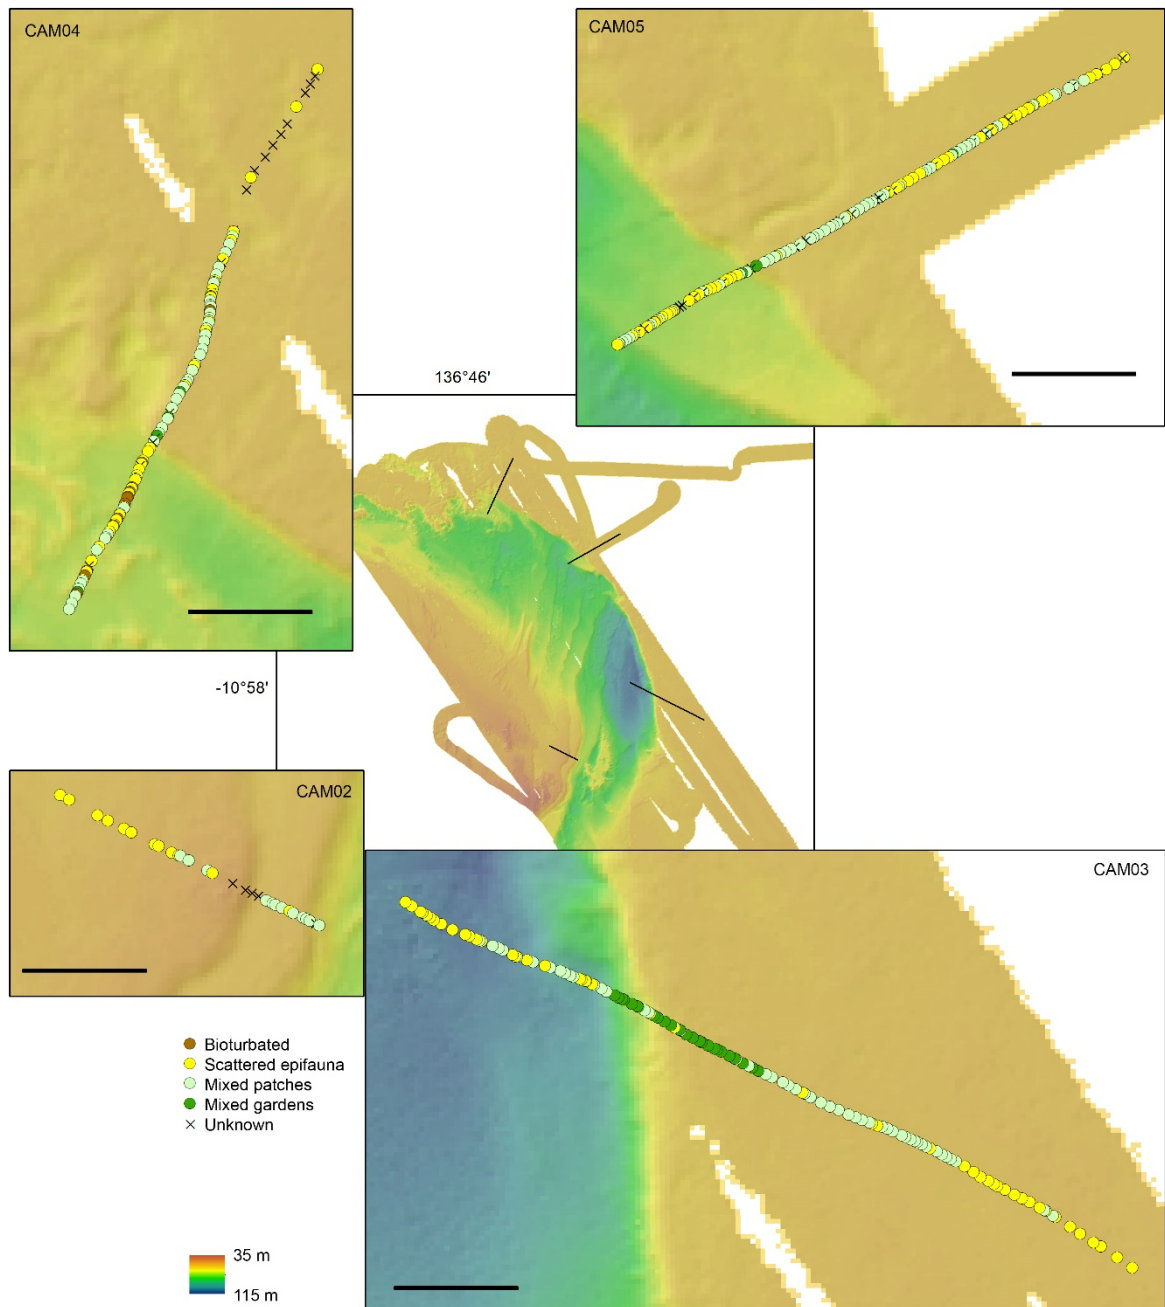 CAM04
CAM05
136°46'
-10°58'
CAM02
CAM03
Bioturbated
Scattered epifauna
Mixed patches
Mixed gardens
Unknown
35 m
115 m